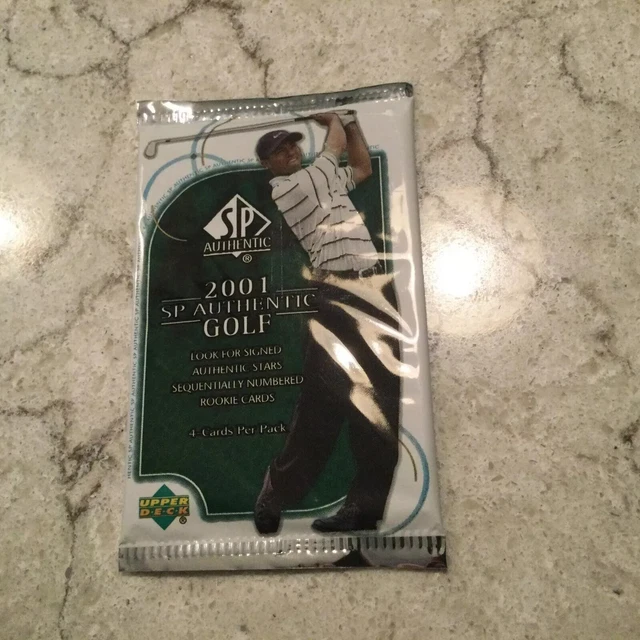 SP
AUTHENTIC
®
2001
SP AUTHENTIC
GOLF
LOOK FOR SIGNED
AUTHENTIC STARS
SEQUENTIALLY NUMBERED
ROOKIE CARDS
4-Cards Per Pack
UPPER
DECK
®